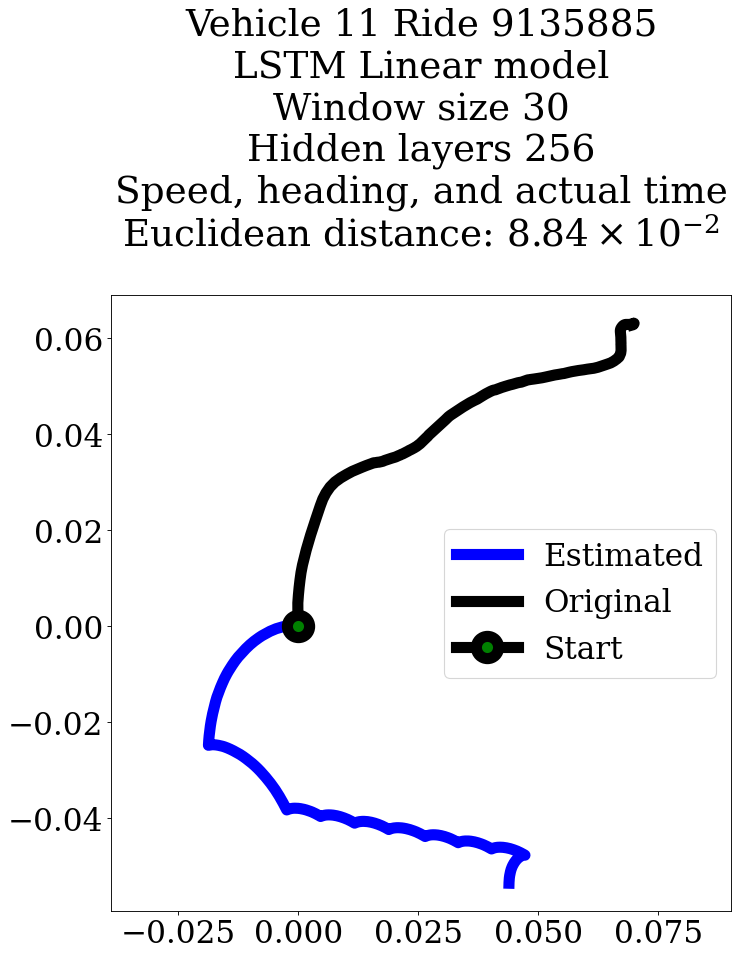 Vehicle 11 Ride 9135885
LSTM Linear model
Window size 30
Hidden layers 256
Speed, heading, and actual time
Euclidean distance: 8.84 × 10⁻²
0.06
0.04
0.02
0.00
−0.02
−0.04
Estimated
Original
Start
−0.025 0.000 0.025 0.050 0.075